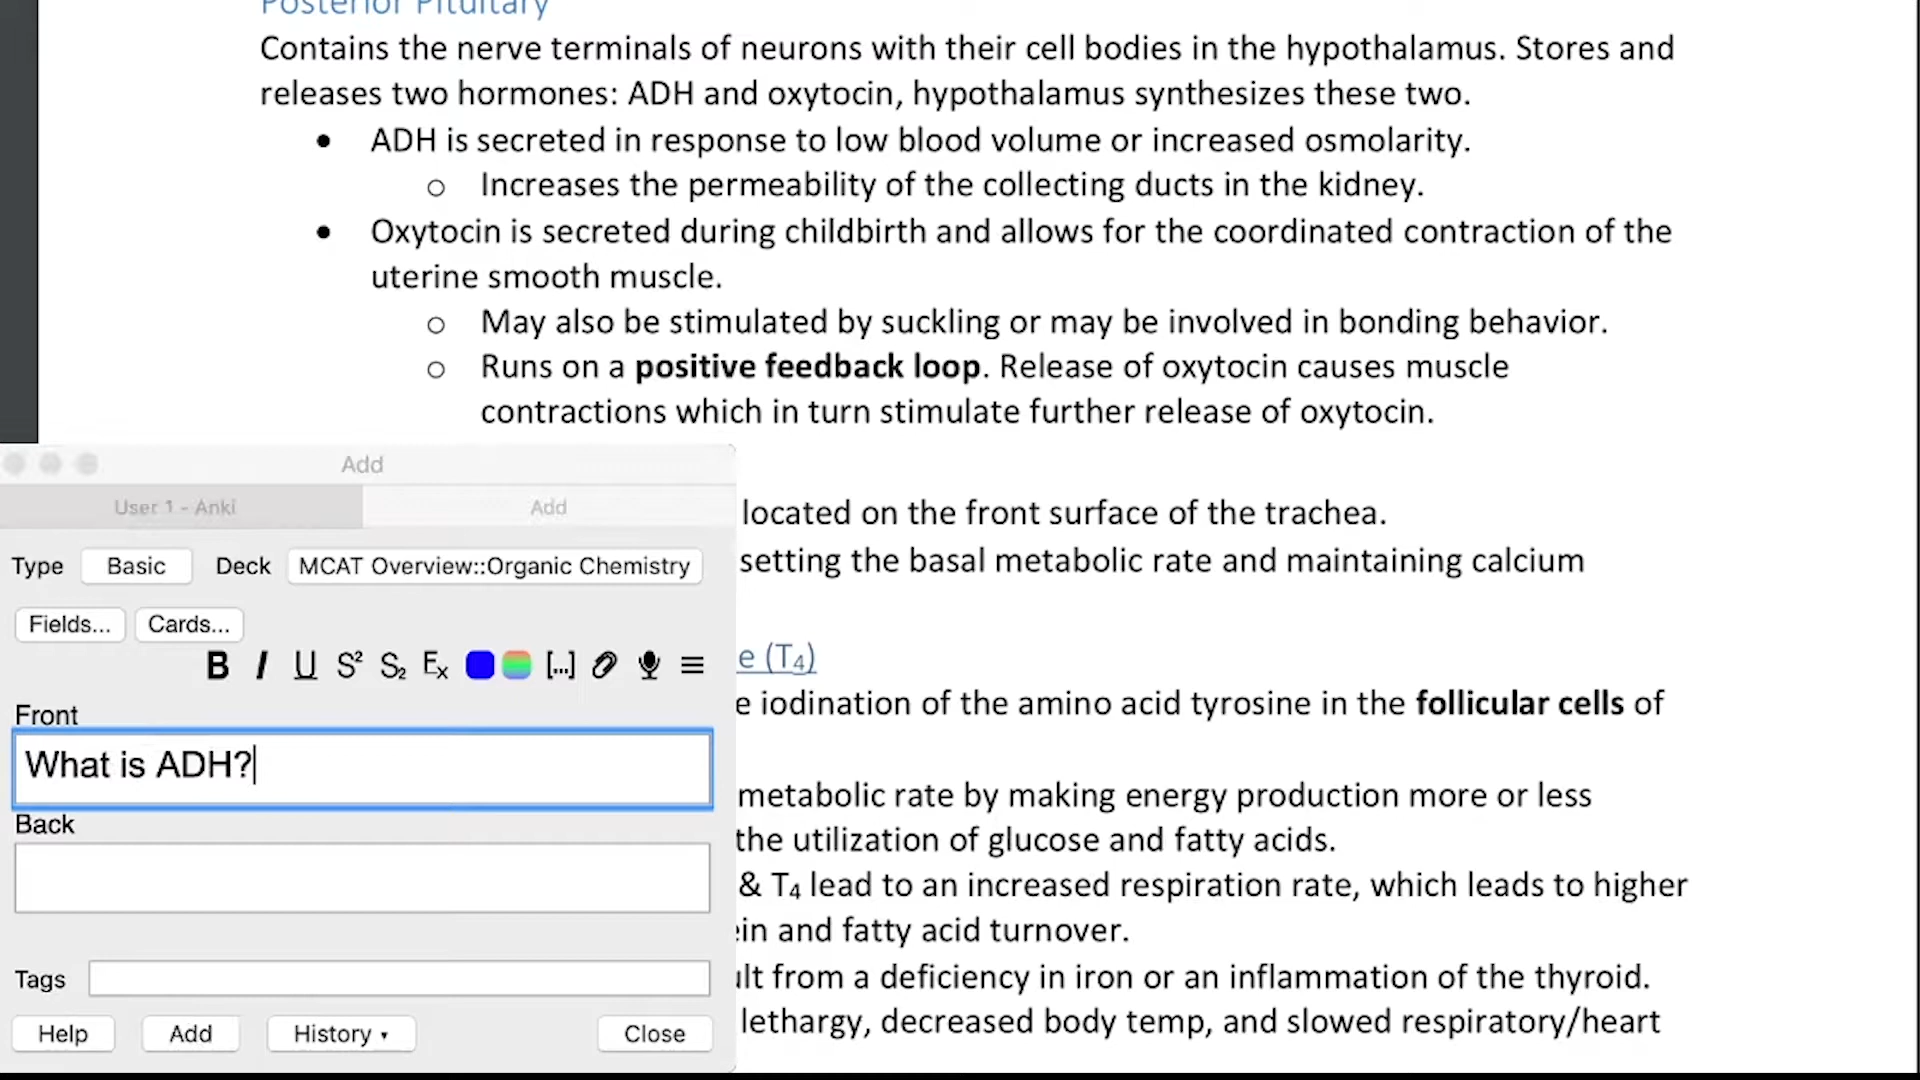 Posterior Pituitary
Contains the nerve terminals of neurons with their cell bodies in the hypothalamus. Stores and
releases two hormones: ADH and oxytocin, hypothalamus synthesizes these two.
• ADH is secreted in response to low blood volume or increased osmolarity.
o Increases the permeability of the collecting ducts in the kidney.
• Oxytocin is secreted during childbirth and allows for the coordinated contraction of the
uterine smooth muscle.
o May also be stimulated by suckling or may be involved in bonding behavior.
o Runs on a positive feedback loop. Release of oxytocin causes muscle
contractions which in turn stimulate further release of oxytocin.
located on the front surface of the trachea.
setting the basal metabolic rate and maintaining calcium
e (T4)
e iodination of the amino acid tyrosine in the follicular cells of
metabolic rate by making energy production more or less
the utilization of glucose and fatty acids.
& T4 lead to an increased respiration rate, which leads to higher
ein and fatty acid turnover.
ult from a deficiency in iron or an inflammation of the thyroid.
lethargy, decreased body temp, and slowed respiratory/heart
Add
User 1 - Anki Add
Type Basic Deck MCAT Overview::Organic Chemistry
Fields... Cards...
B I U S² S₂ Ex [...]
Front
What is ADH?
Back
Tags
Help Add History Close